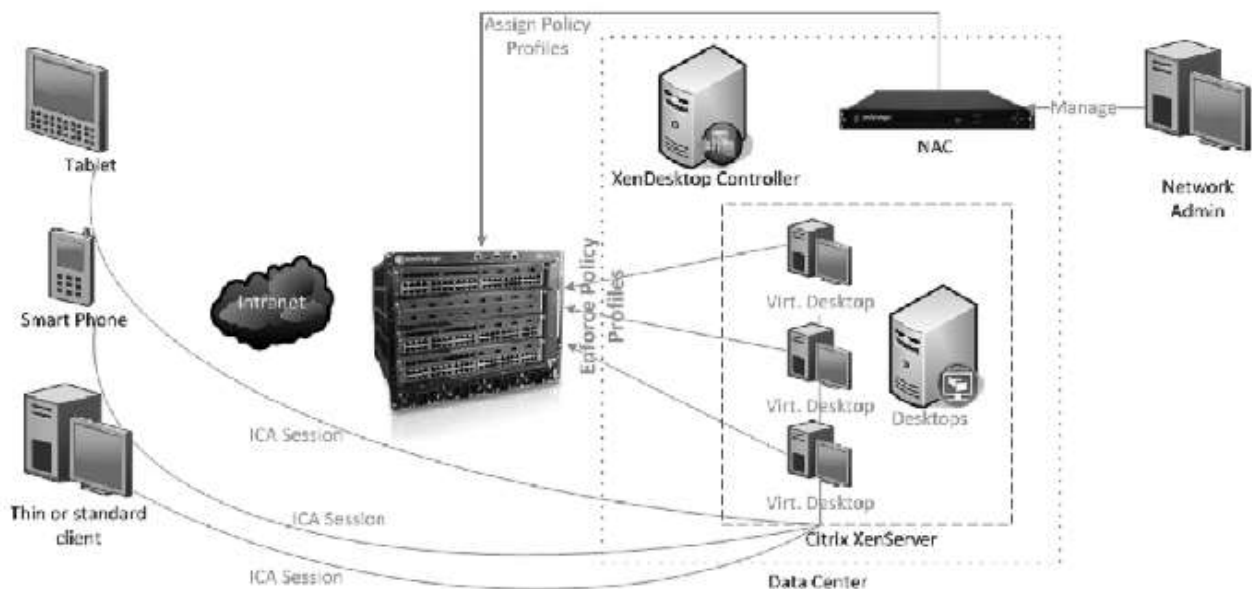 Assign Policy
Profiles
Tablet
XenDesktop Controller
NAC
Manage
Network
Admin
Smart Phone
Intranet
Enforce Policy
Profiles
Virt. Desktop
Virt. Desktop
Desktops
Virt. Desktop
Thin or standard
client
ICA Session
ICA Session
ICA Session
Citrix XenServer
Data Center